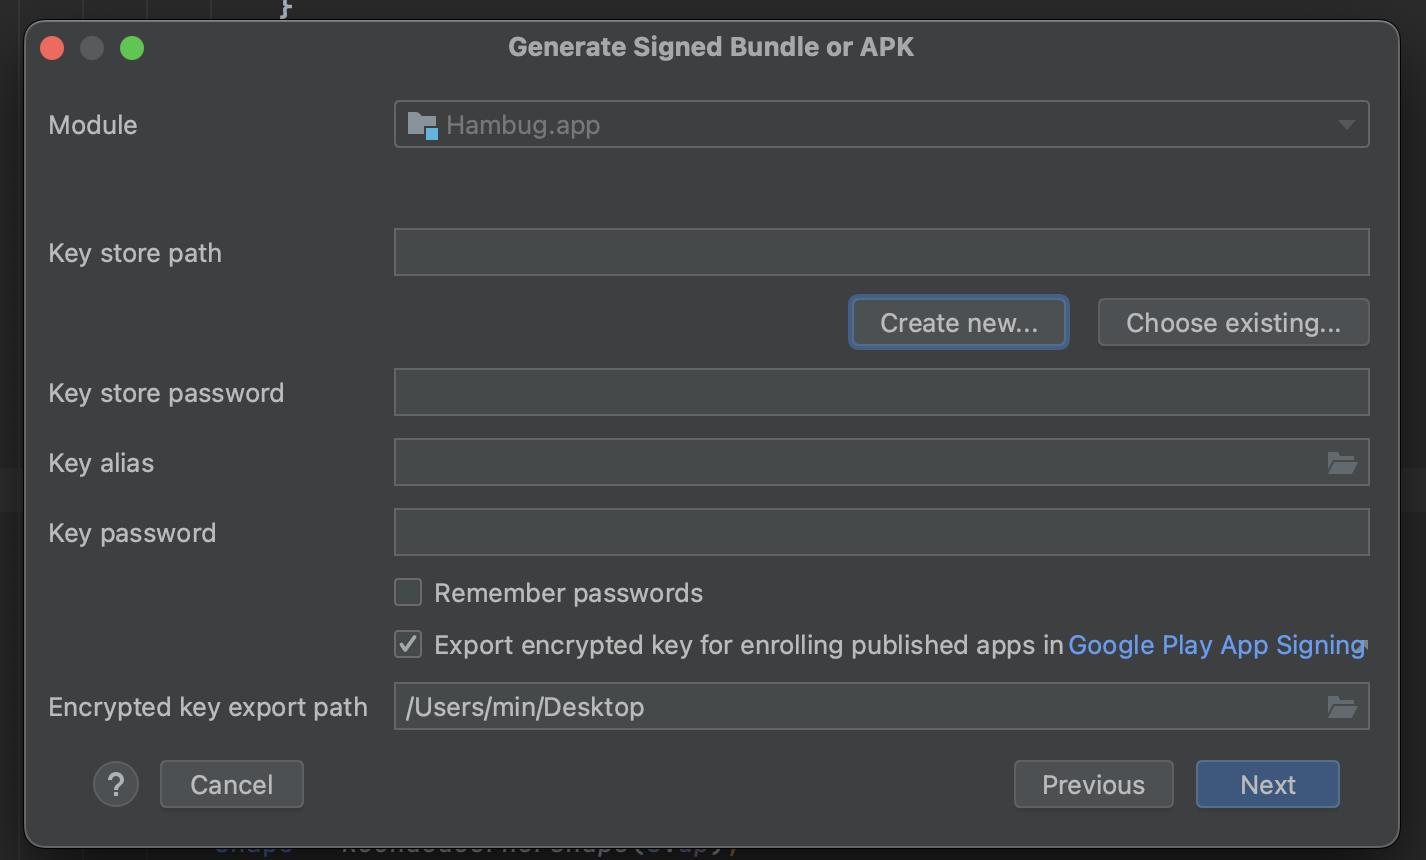 }
Generate Signed Bundle or APK
Module
Hambug.app
Key store path
Create new...
Choose existing...
Key store password
Key alias
Key password
Remember passwords
Export encrypted key for enrolling published apps in Google Play App Signing
Encrypted key export path
/Users/min/Desktop
?
Cancel
Previous
Next